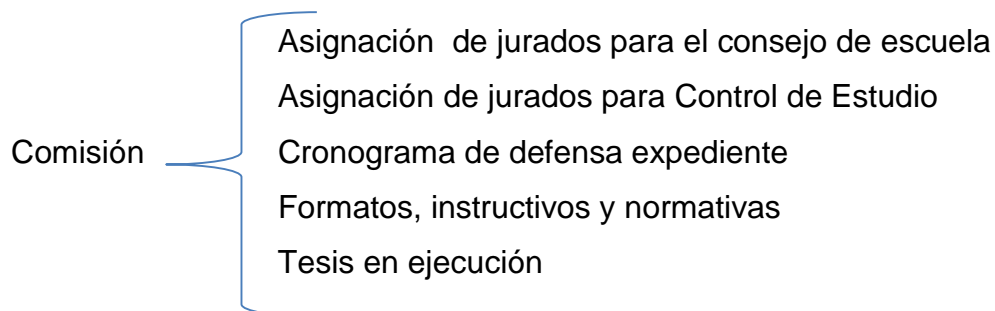 Asignación  de jurados para el consejo de escuela
Asignación de jurados para Control de Estudio
Comisión
Cronograma de defensa expediente
Formatos, instructivos y normativas
Tesis en ejecución